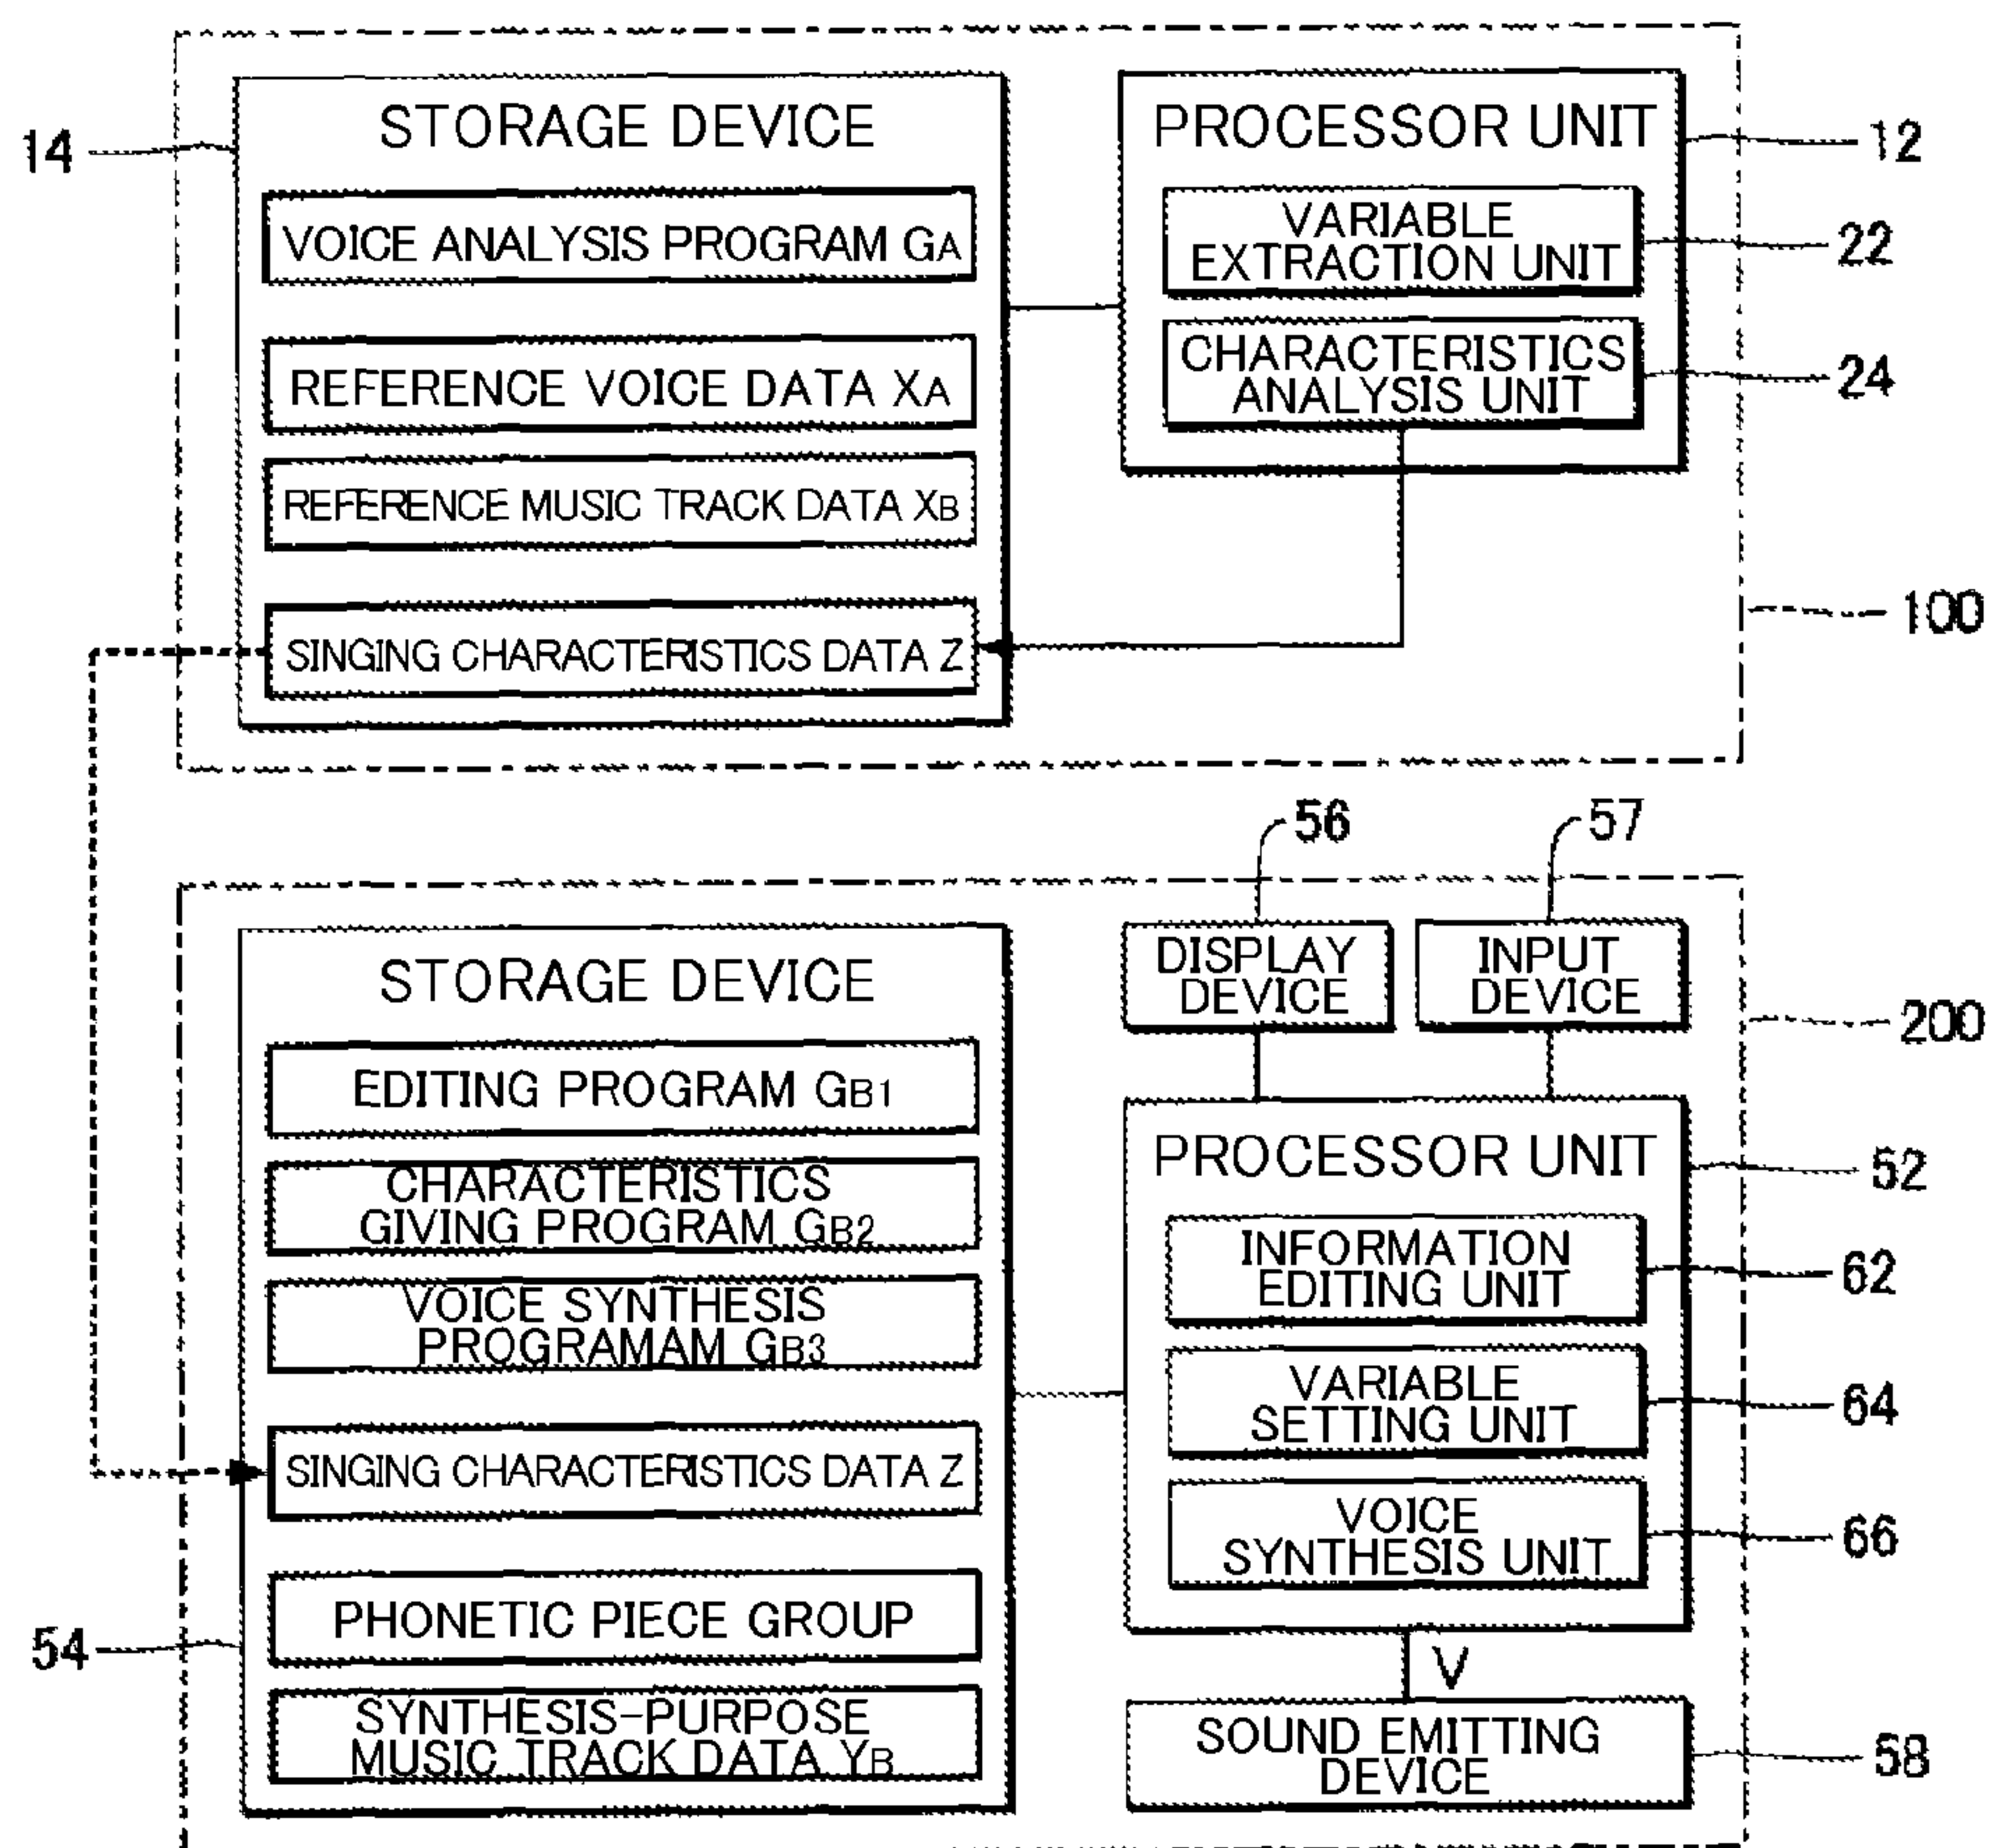 STORAGE DEVICE
14
VOICE ANALYSIS PROGRAM GA
REFERENCE VOICE DATA XA
REFERENCE MUSIC TRACK DATA XB
SINGING CHARACTERISTICS DATA Z
PROCESSOR UNIT
12
VARIABLE
EXTRACTION UNIT
22
CHARACTERISTICS
ANALYSIS UNIT
24
100
56
57
STORAGE DEVICE
EDITING PROGRAM GB1
CHARACTERISTICS
GIVING PROGRAM GB2
VOICE SYNTHESIS
PROGRAMAM GB3
SINGING CHARACTERISTICS DATA Z
PHONETIC PIECE GROUP
54
SYNTHESIS-PURPOSE
MUSIC TRACK DATA YB
DISPLAY
DEVICE
INPUT
DEVICE
200
PROCESSOR UNIT
52
INFORMATION
EDITING UNIT
62
VARIABLE
SETTING UNIT
64
VOICE
SYNTHESIS UNIT
66
V
SOUND EMITTING
DEVICE
58